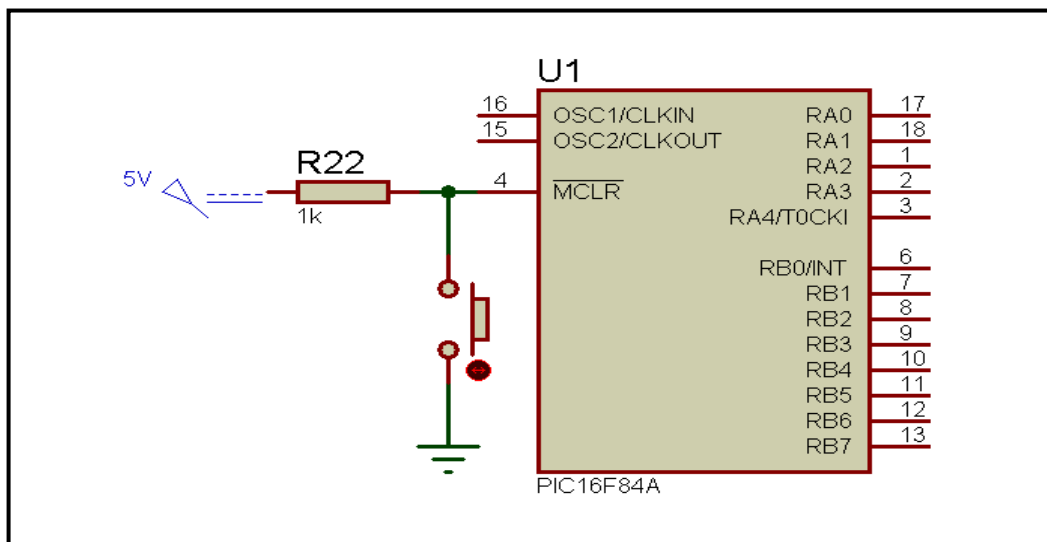 U1
16 OSC1/CLKIN RA0 17
15 OSC2/CLKOUT RA1 18
RA2 1
5V R22 1k 4 MCLR RA3 2
RA4/T0CKI 3
RB0/INT 6
RB1 7
RB2 8
RB3 9
RB4 10
RB5 11
RB6 12
RB7 13
PIC16F84A